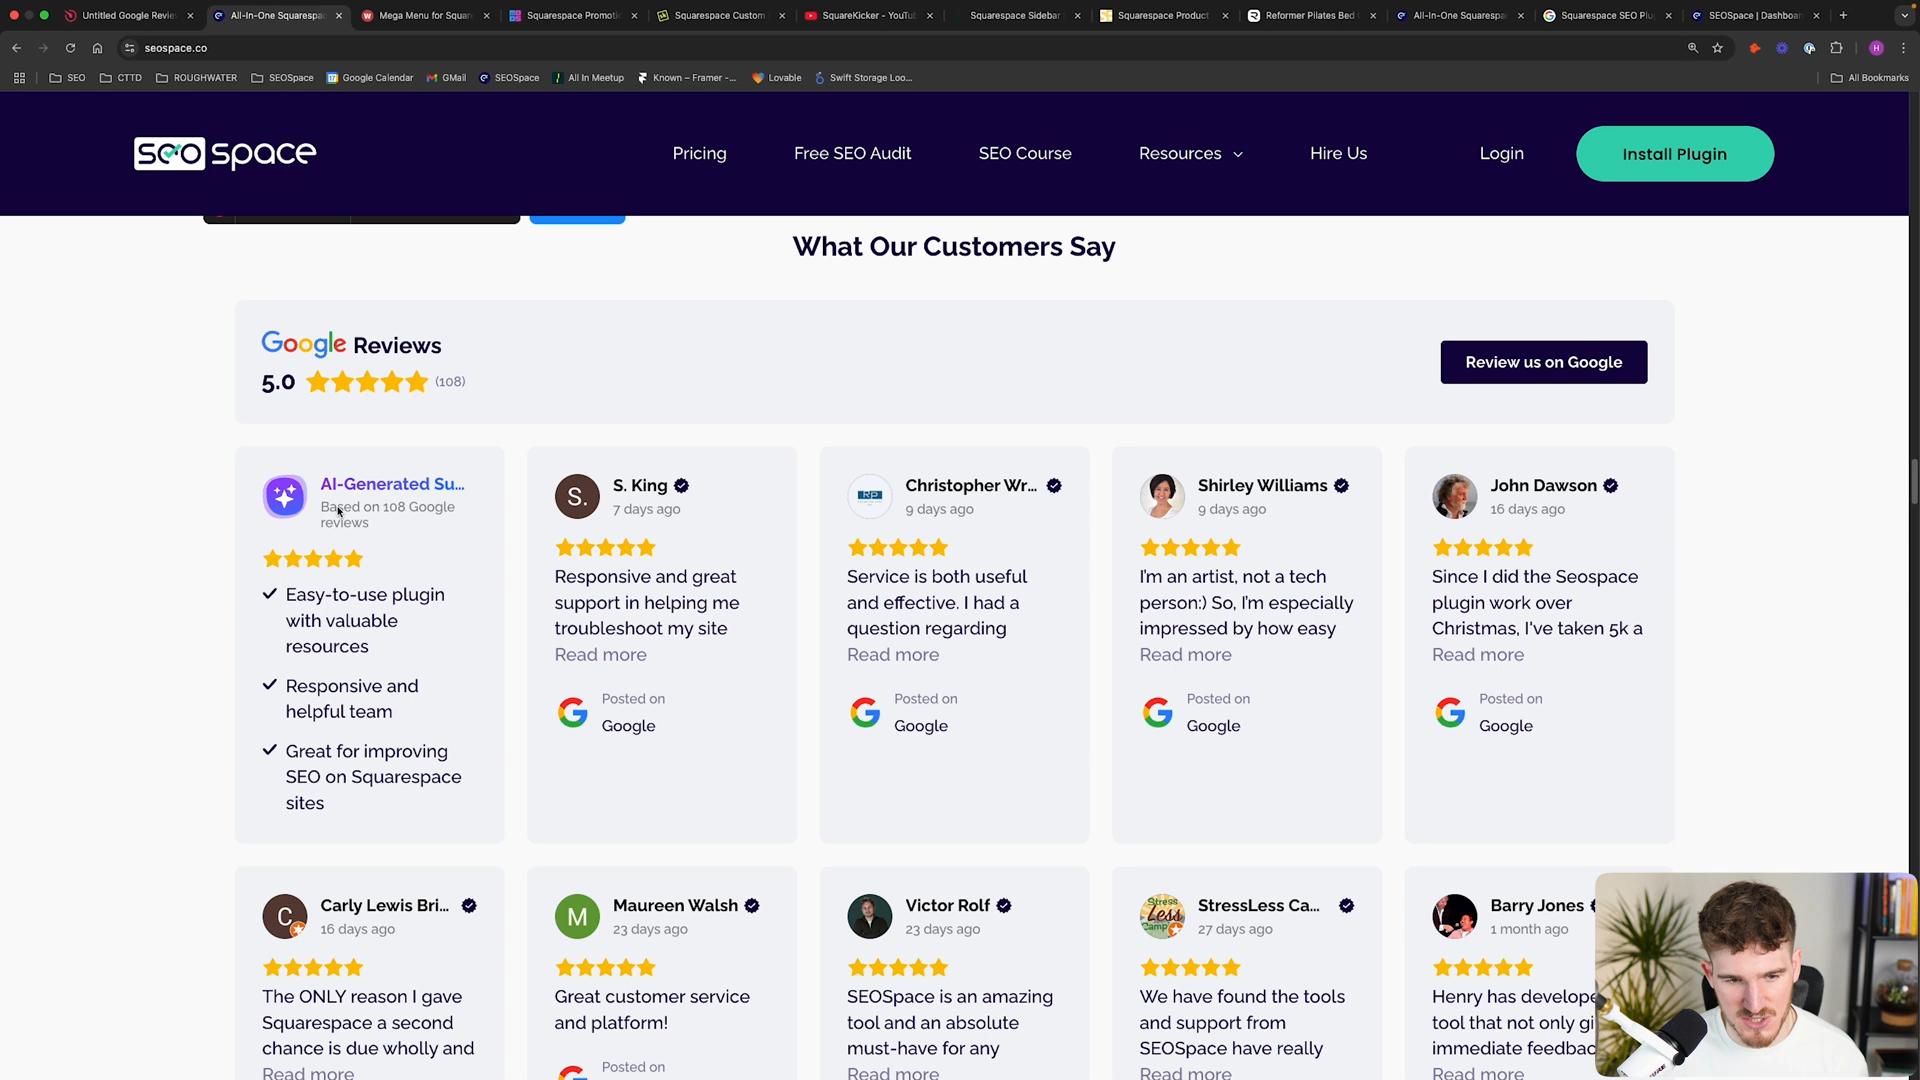 Untitled Google Revie
All-In-One Squarespac
Mega Menu for Squar
Squarespace Promotic
Squarespace Custom
SquareKicker - YouTu
Squarespace Sidebar
Squarespace Product
Reformer Pilates Bed
All-In-One Squarespa
Squarespace SEO Plu
SEOSpace | Dashboar
seospace.co
SEO
CTTD
ROUGHWATER
SEOSpace
Google Calendar
GMail
SEOSpace
All In Meetup
Known – Framer -...
Lovable
Swift Storage Loo...
All Bookmarks
seo space
Pricing
Free SEO Audit
SEO Course
Resources
Hire Us
Login
Install Plugin
What Our Customers Say
Google Reviews
5.0 (108)
Review us on Google
AI-Generated Su...
Based on 108 Google
reviews
Easy-to-use plugin
with valuable
resources
Responsive and
helpful team
Great for improving
SEO on Squarespace
sites
S.
S. King
7 days ago
Responsive and great
support in helping me
troubleshoot my site
Read more
Posted on
Google
RP
Christopher Wr...
9 days ago
Service is both useful
and effective. I had a
question regarding
Read more
Posted on
Google
Shirley Williams
9 days ago
I'm an artist, not a tech
person:) So, I'm especially
impressed by how easy
Read more
Posted on
Google
John Dawson
16 days ago
Since I did the Seospace
plugin work over
Christmas, I've taken 5k a
Read more
Posted on
Google
C
Carly Lewis Bri...
16 days ago
The ONLY reason I gave
Squarespace a second
chance is due wholly and
Read more
M
Maureen Walsh
23 days ago
Great customer service
and platform!
Posted on
Victor Rolf
23 days ago
SEOSpace is an amazing
tool and an absolute
must-have for any
Read more
Stress
Less
Camp
StressLess Ca...
27 days ago
We have found the tools
and support from
SEOSpace have really
Read more
Barry Jones
1 month ago
Henry has develope
tool that not only gi
immediate feedbac
Read more